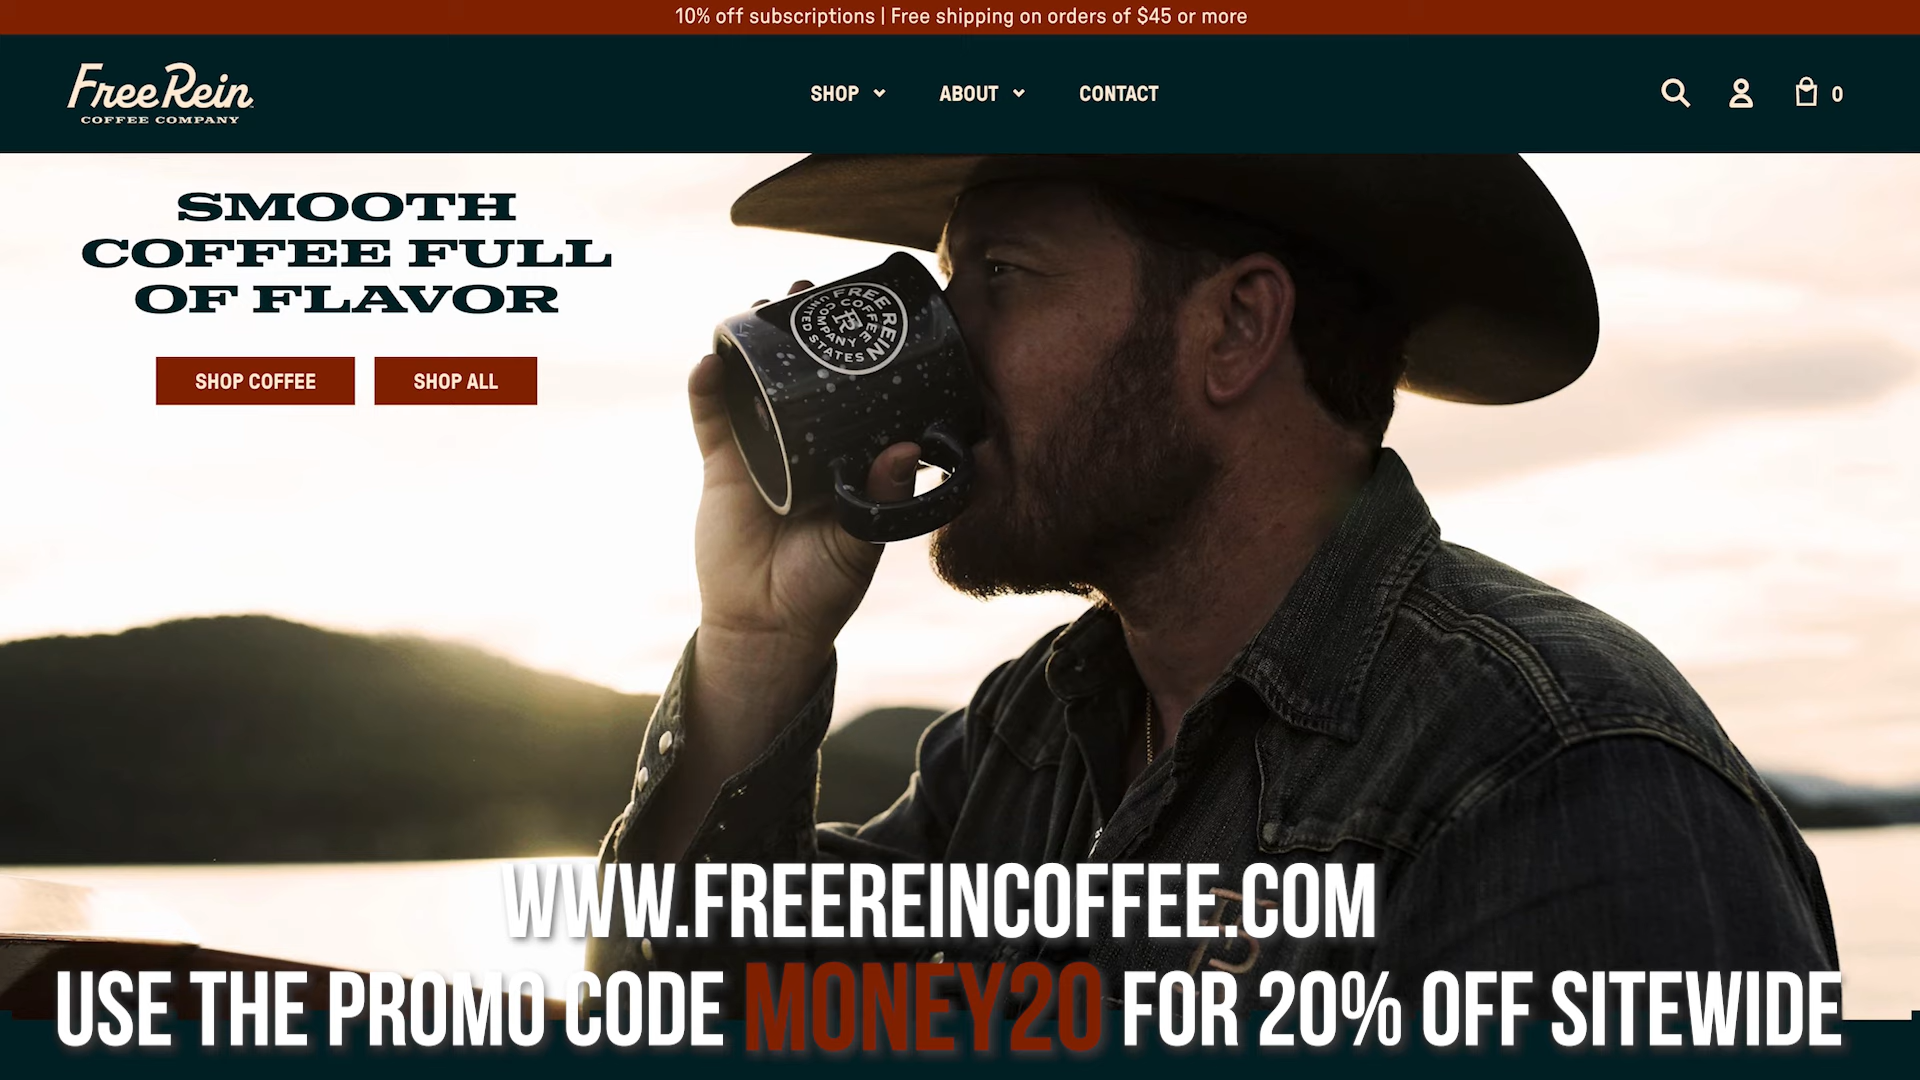 10% off subscriptions | Free shipping on orders of $45 or more
Free Rein
COFFEE COMPANY
SHOP
ABOUT
CONTACT
0
SMOOTH
COFFEE FULL
OF FLAVOR
SHOP COFFEE
SHOP ALL
FREE REIN
COFFEE
COMPANY
UNITED STATES
WWW.FREEREINCOFFEE.COM
USE THE PROMO CODE MONEY20 FOR 20% OFF SITEWIDE